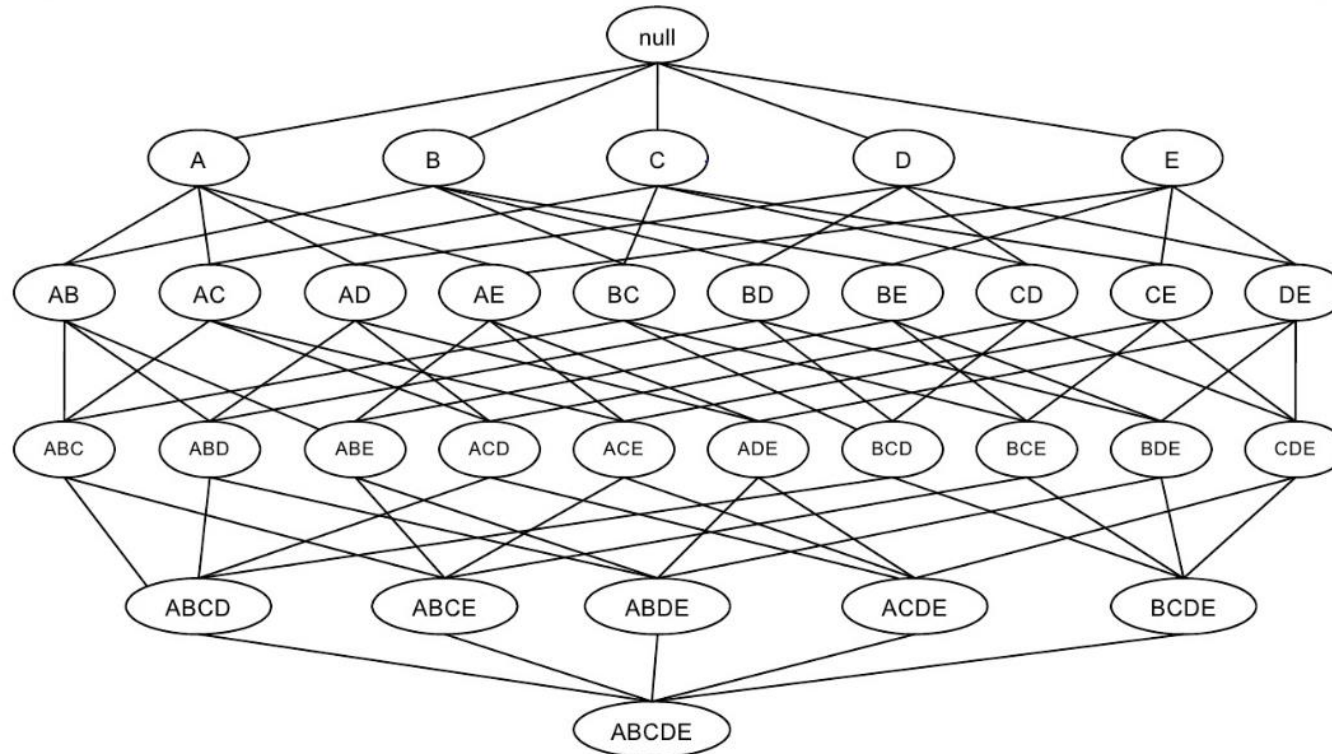 null
A B C D E
AB AC AD AE BC BD BE CD CE DE
ABC ABD ABE ACD ACE ADE BCD BCE BDE CDE
ABCD ABCE ABDE ACDE BCDE
ABCDE